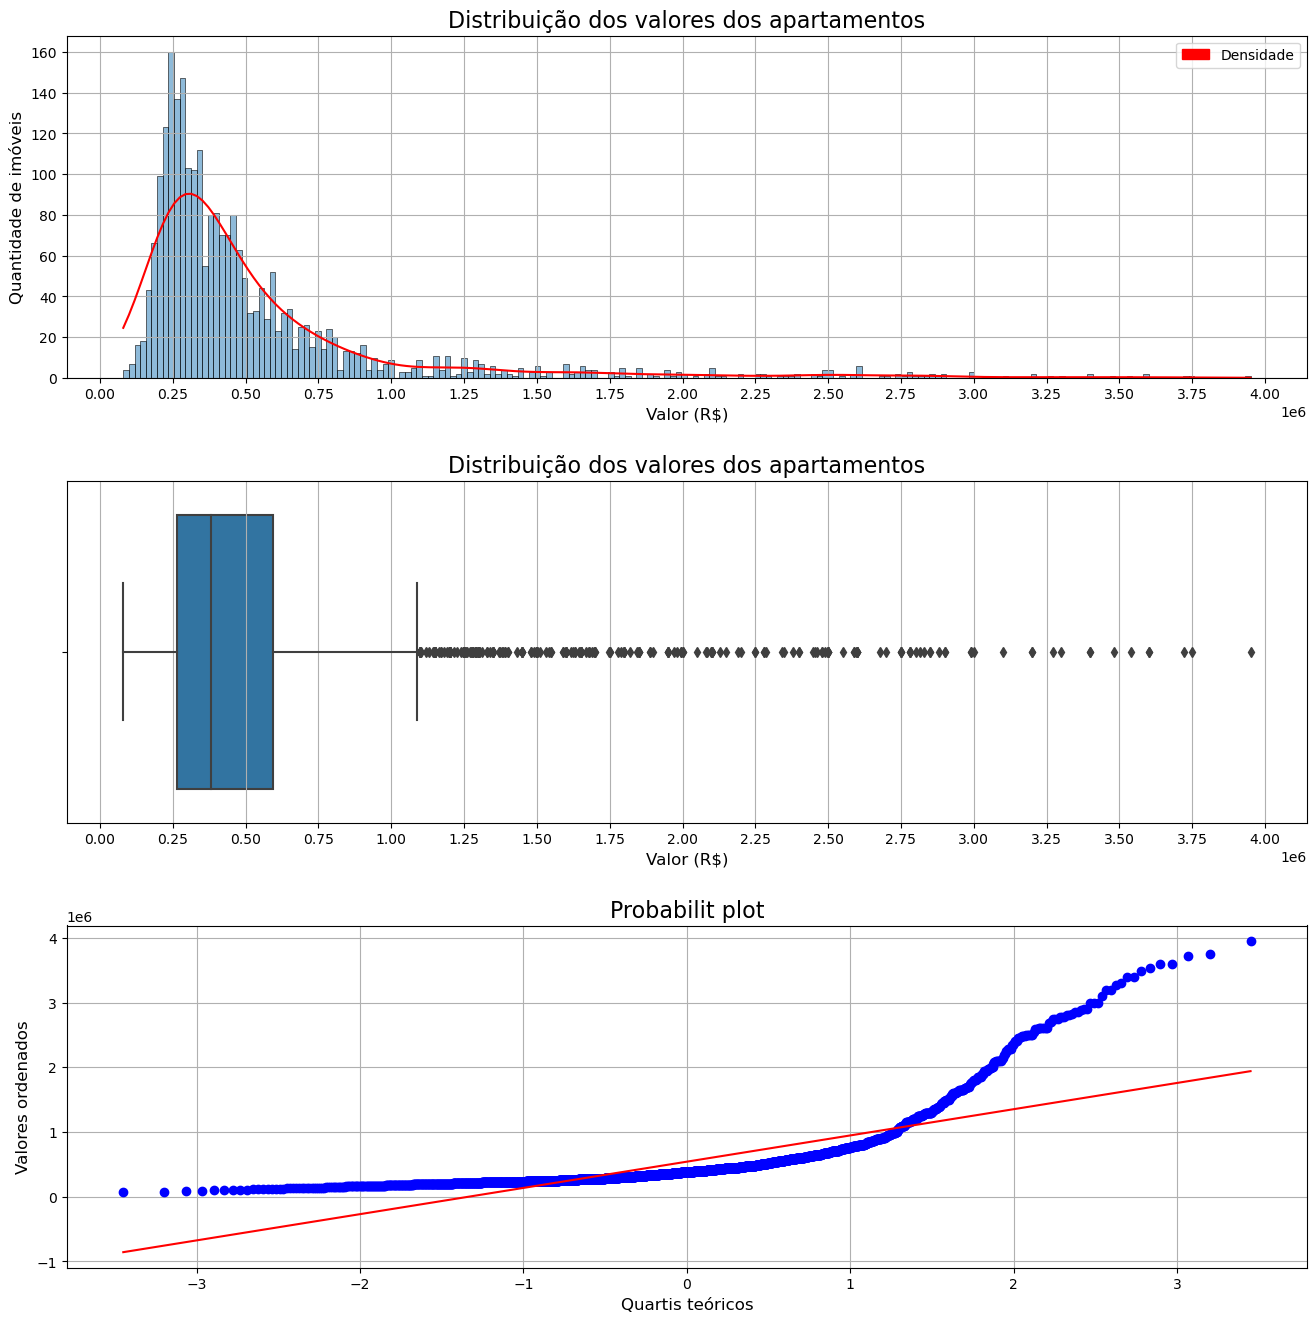 Distribuição dos valores dos apartamentos
Densidade
Quantidade de imóveis
160
140
120
100
80
60
40
20
0
0.00 0.25 0.50 0.75 1.00 1.25 1.50 1.75 2.00 2.25 2.50 2.75 3.00 3.25 3.50 3.75 4.00
Valor (R$)
1e6
Distribuição dos valores dos apartamentos
0.00 0.25 0.50 0.75 1.00 1.25 1.50 1.75 2.00 2.25 2.50 2.75 3.00 3.25 3.50 3.75 4.00
Valor (R$)
1e6
Probabilit plot
1e6
Valores ordenados
4
3
2
1
0
−1
−3 −2 −1 0 1 2 3
Quartis teóricos